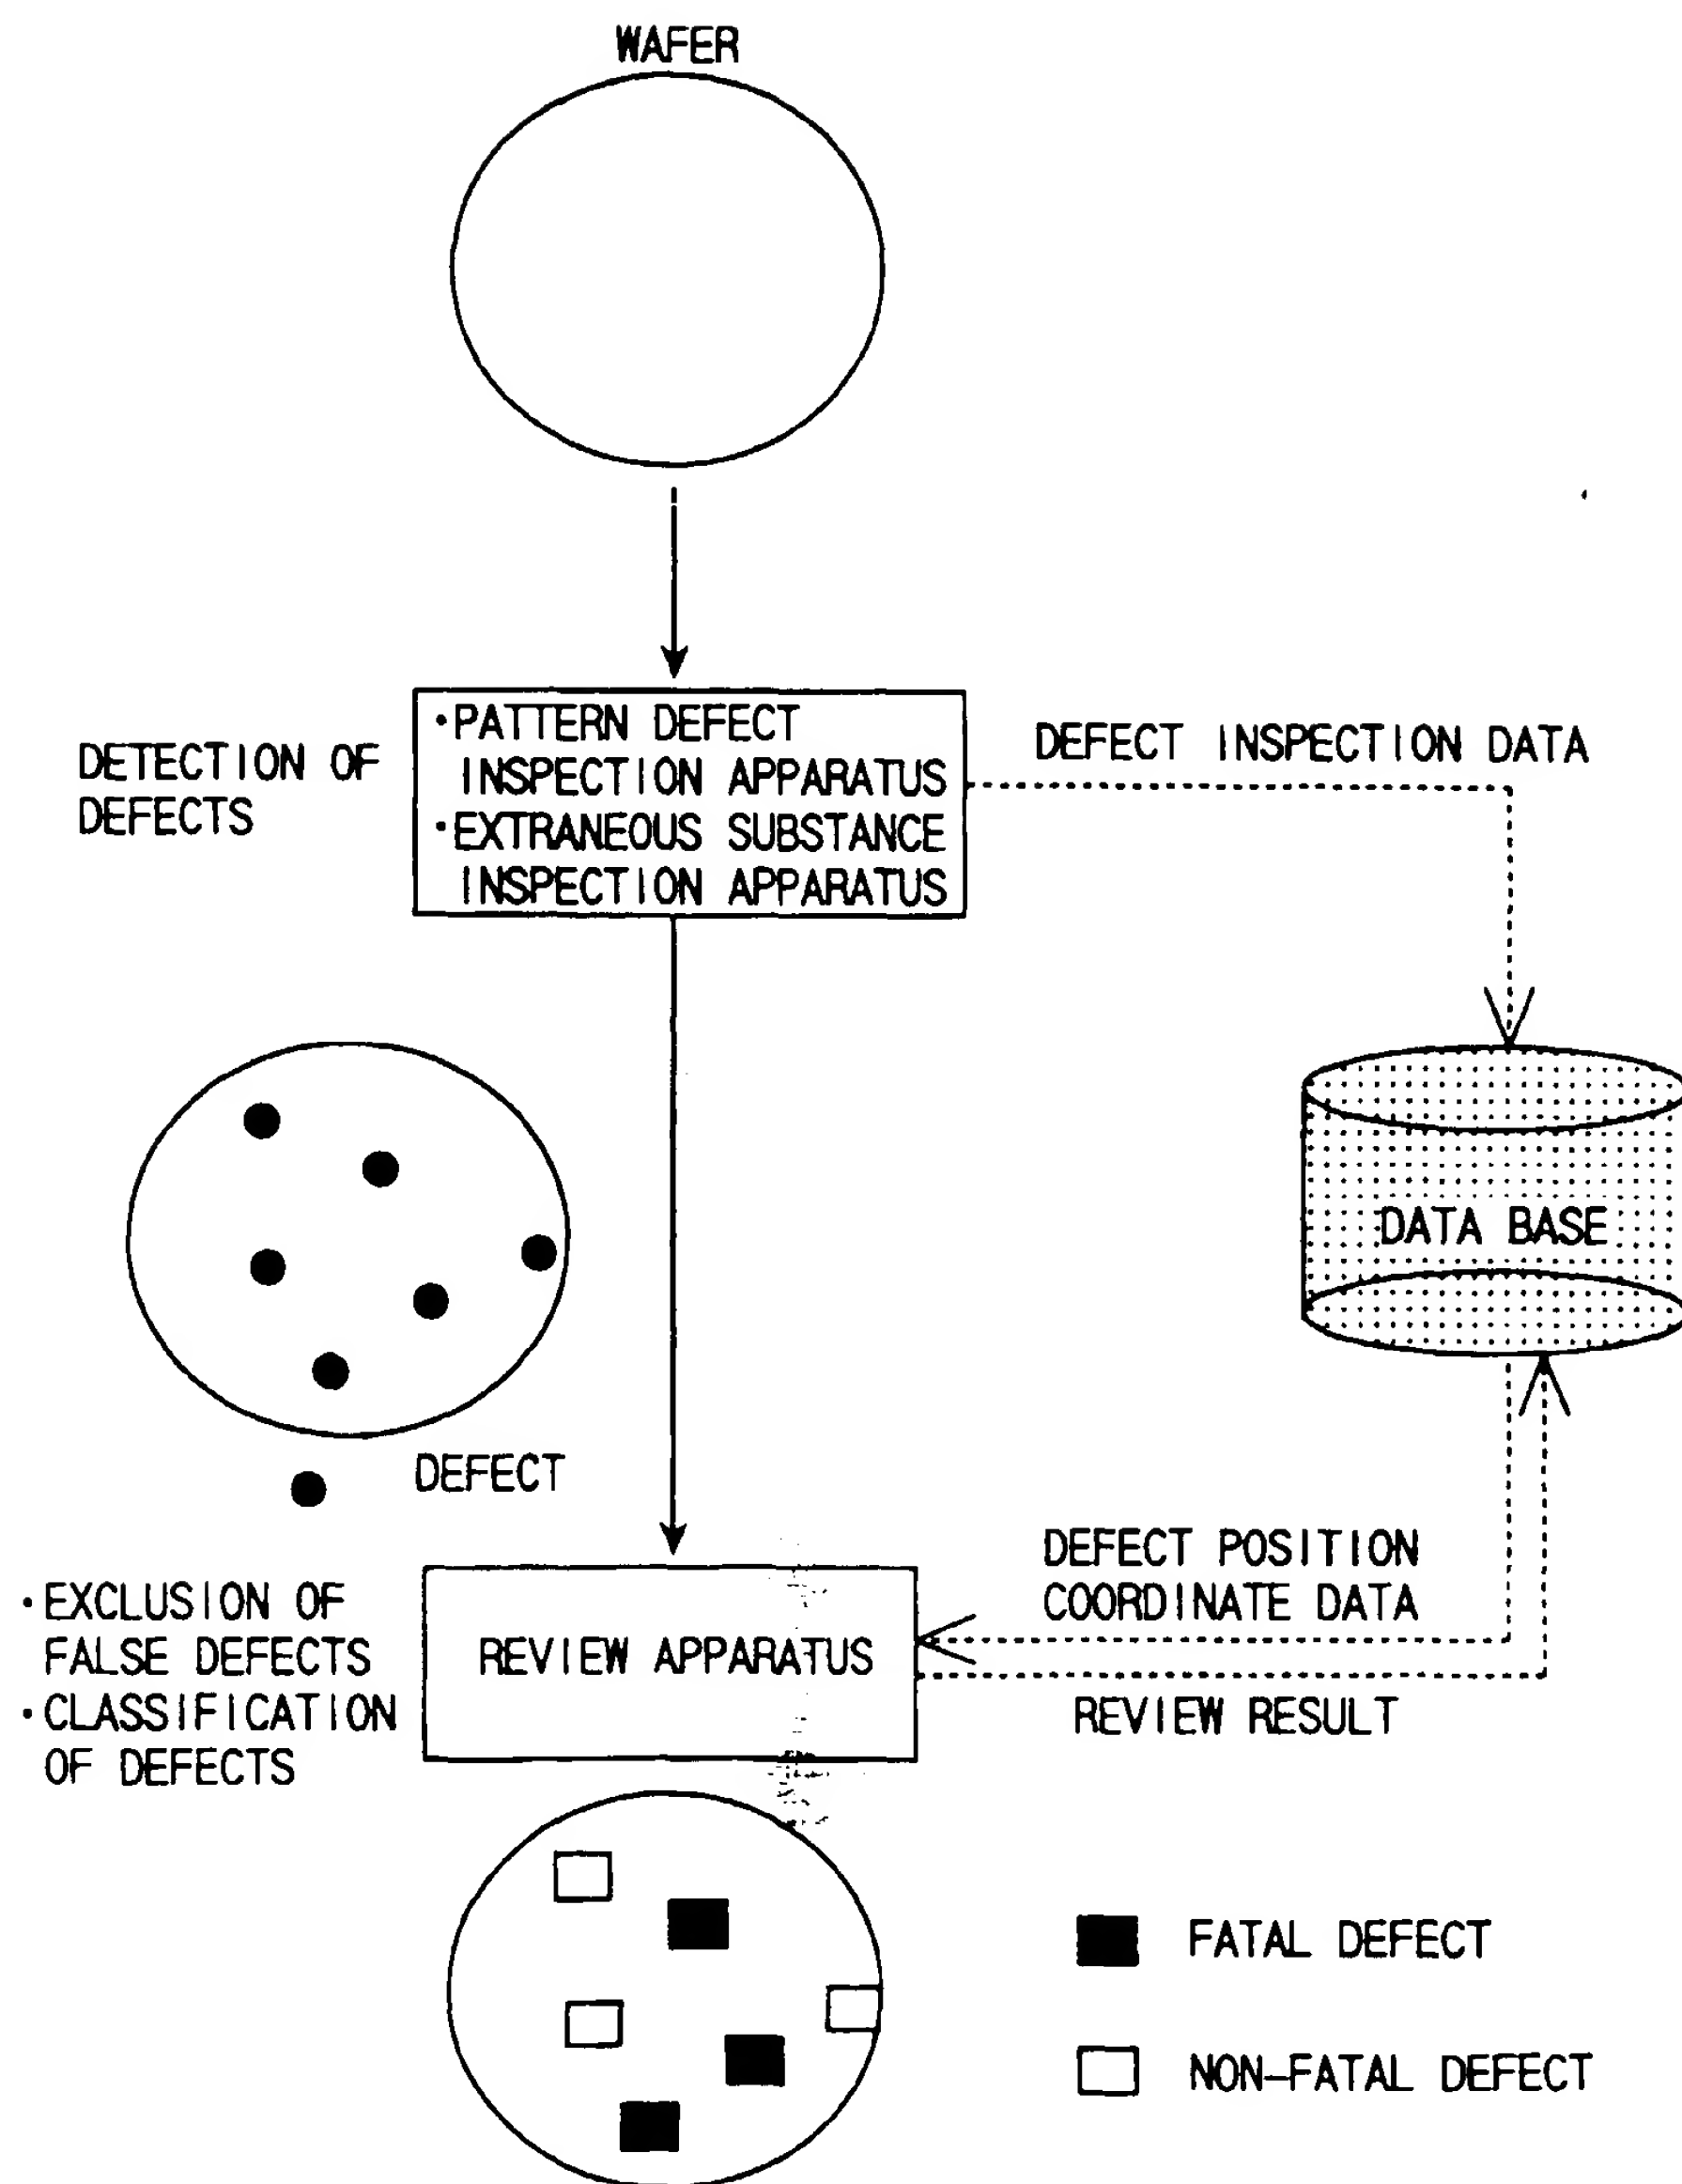 WAFER
DETECTION OF
DEFECTS
·PATTERN DEFECT
INSPECTION APPARATUS
·EXTRANEOUS SUBSTANCE
INSPECTION APPARATUS
DEFECT INSPECTION DATA
DATA BASE
DEFECT
·EXCLUSION OF
FALSE DEFECTS
·CLASSIFICATION
OF DEFECTS
REVIEW APPARATUS
DEFECT POSITION
COORDINATE DATA
REVIEW RESULT
FATAL DEFECT
NON-FATAL DEFECT